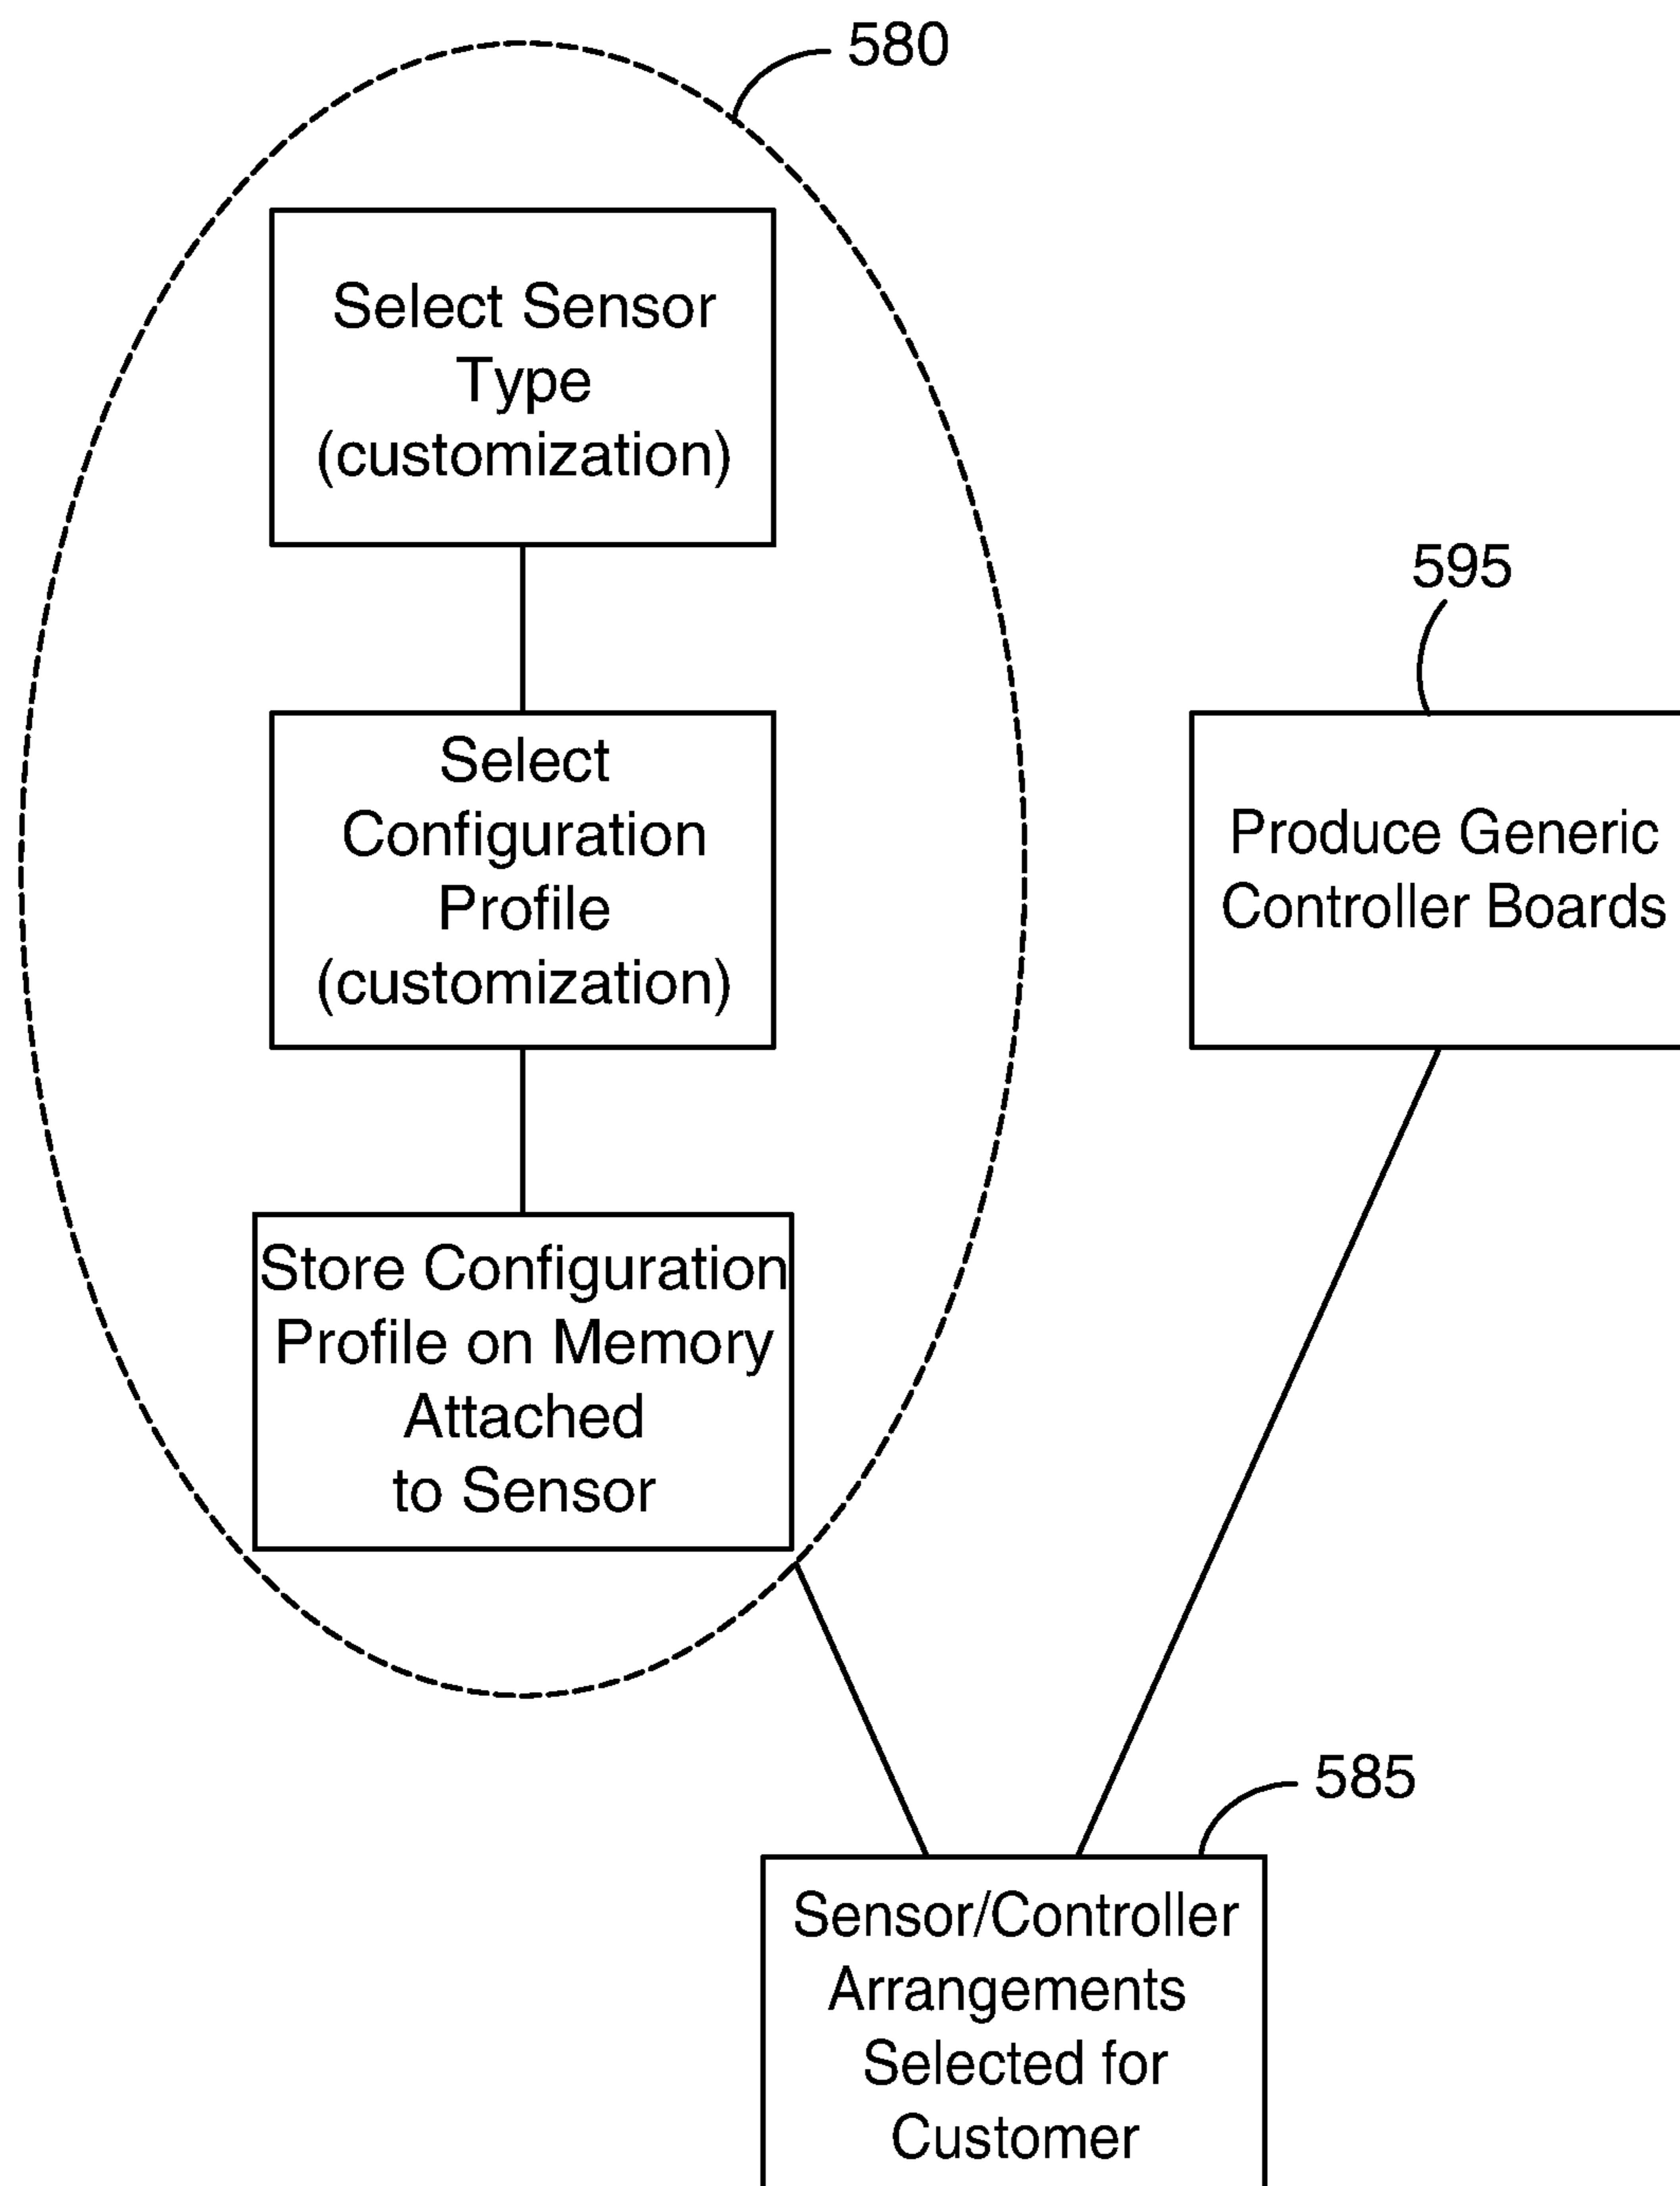 580
Select Sensor
Type
(customization)
Select
Configuration
Profile
(customization)
595
Produce Generic
Controller Boards
Store Configuration
Profile on Memory
Attached
to Sensor
585
Sensor/Controller
Arrangements
Selected for
Customer